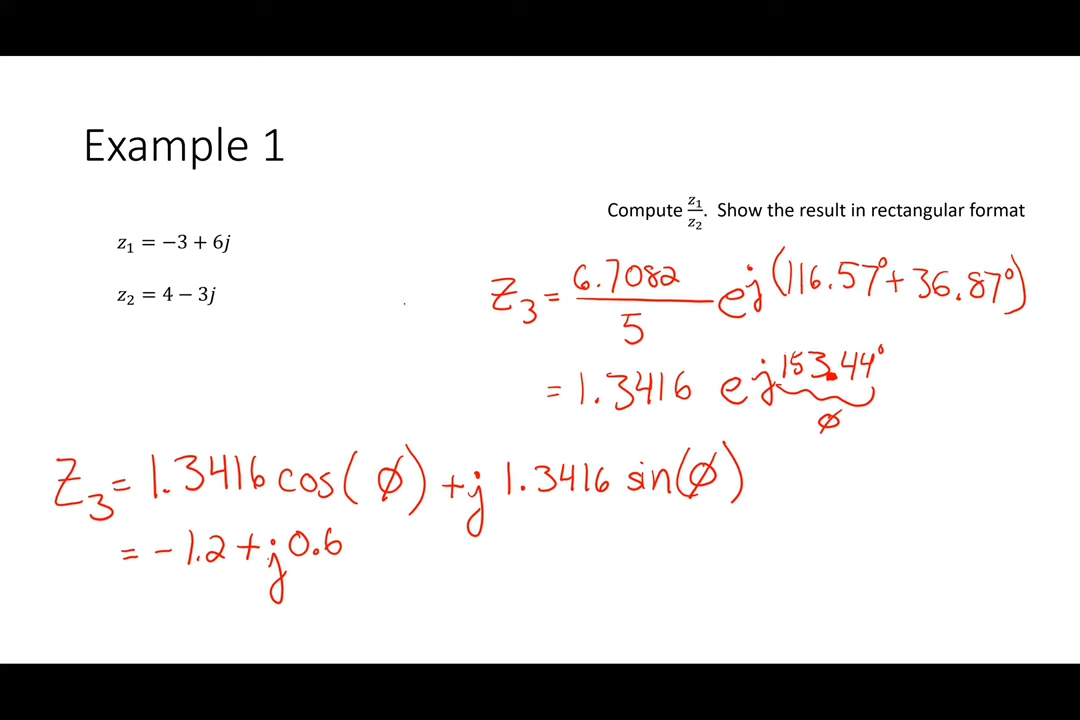 Example 1
Compute z₁/z₂. Show the result in rectangular format
z₁ = −3 + 6j
z₂ = 4 − 3j
Z₃ = 6.7082/5 e^j(116.57° + 36.87°)
= 1.3416 e^j153.44°
ø
Z₃ = 1.3416 cos(ø) + j 1.3416 sin(ø)
= -1.2 + j0.6